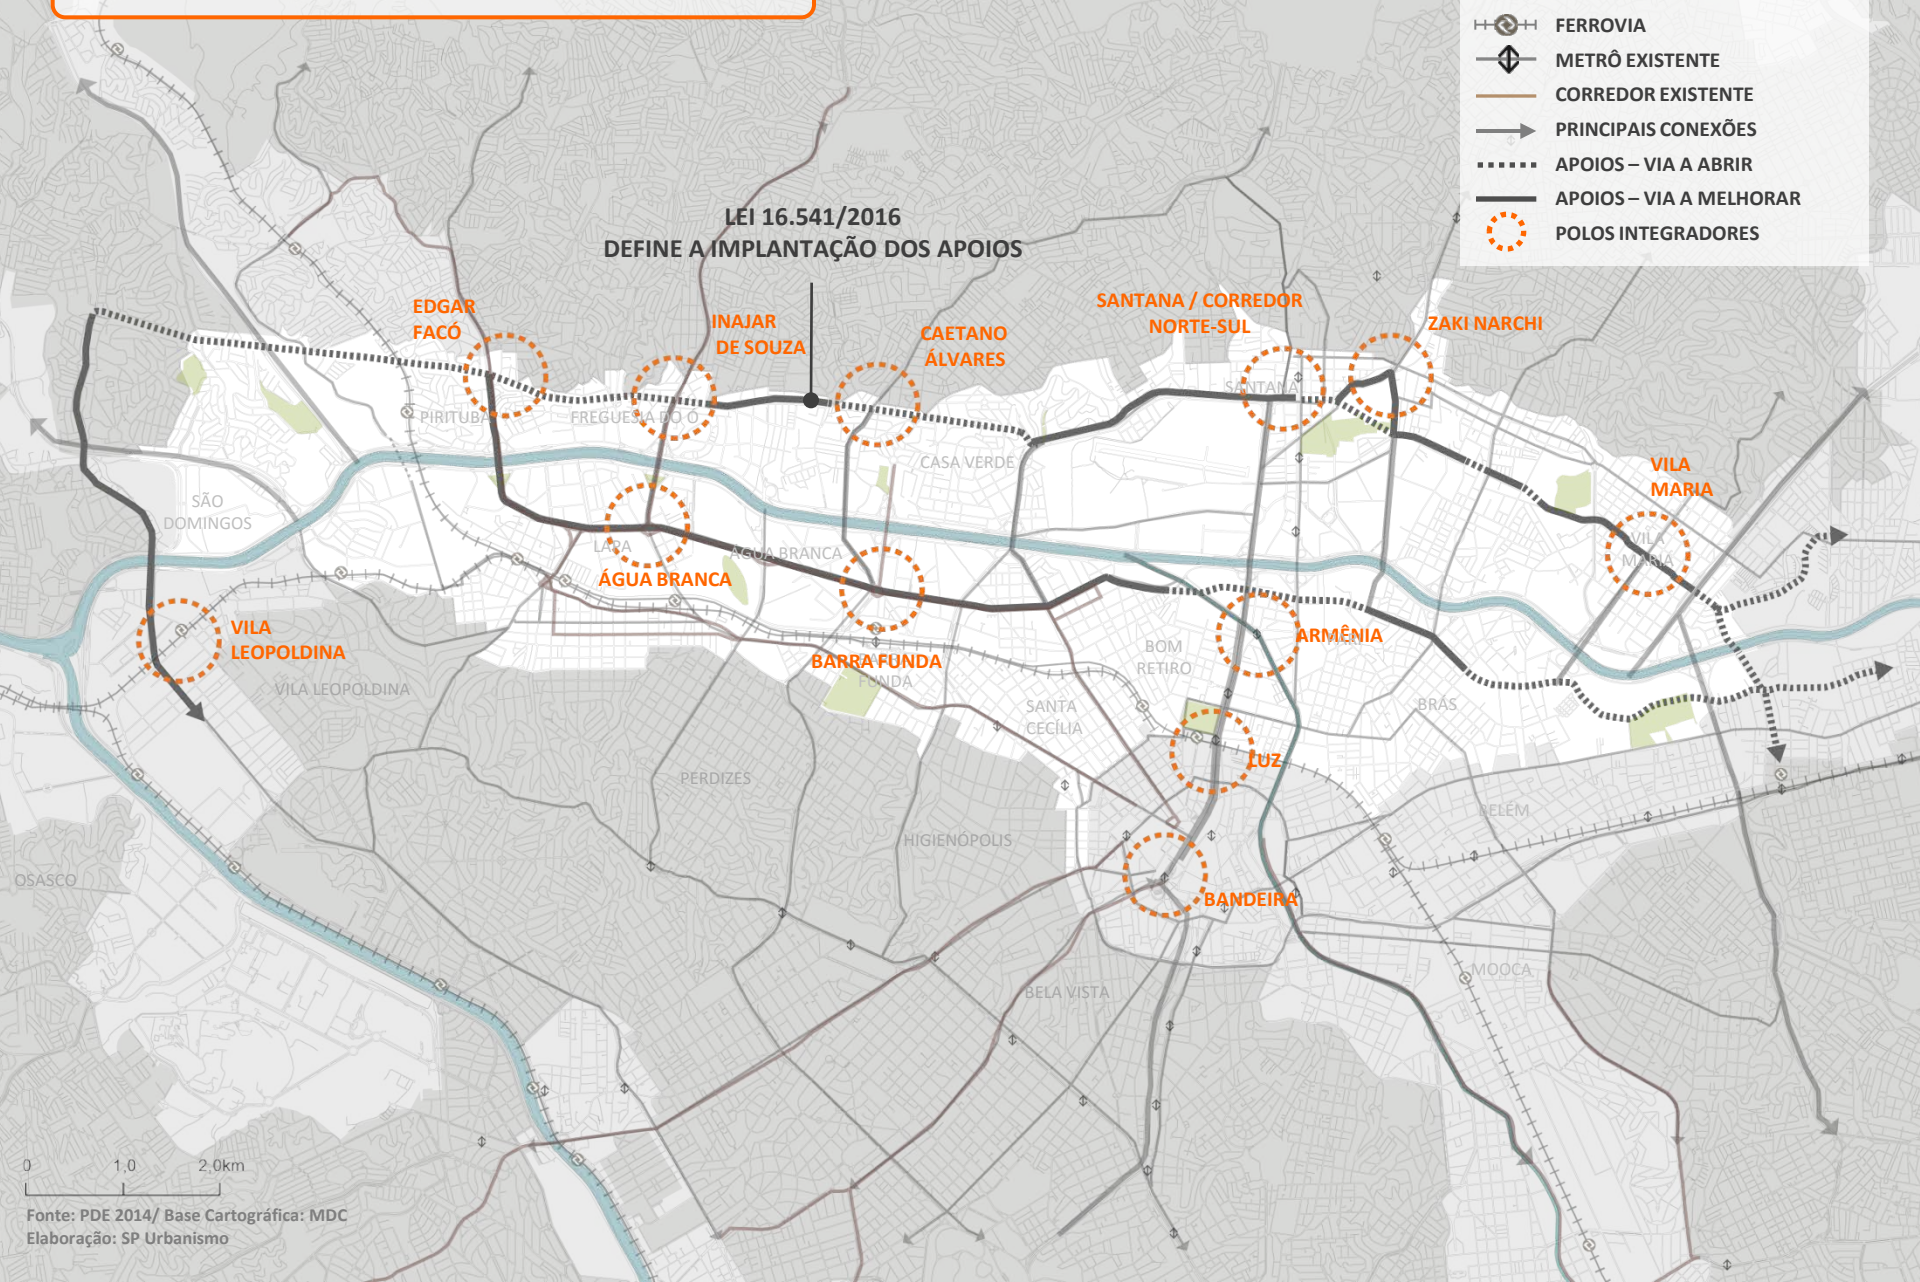 FERROVIA
METRÔ EXISTENTE
CORREDOR EXISTENTE
PRINCIPAIS CONEXÕES
APOIOS – VIA A ABRIR
APOIOS – VIA A MELHORAR
POLOS INTEGRADORES
LEI 16.541/2016
DEFINE A IMPLANTAÇÃO DOS APOIOS
EDGAR
FACÓ
INAJAR
DE SOUZA
CAETANO
ÁLVARES
SANTANA / CORREDOR
NORTE-SUL
ZAKI NARCHI
SANTANA
PIRITUBA
FREGUESIA DO Ó
CASA VERDE
VILA
MARIA
SÃO
DOMINGOS
LAPA
ÁGUA BRANCA
VILA
MARIA
ÁGUA BRANCA
VILA
LEOPOLDINA
BARRA FUNDA
FUNDA
ARMÊNIA
BOM
RETIRO
VILA LEOPOLDINA
SANTA
CECÍLIA
BRÁS
LUZ
PERDIZES
HIGIENÓPOLIS
BELÉM
OSASCO
BANDEIRA
BELA VISTA
MOOCA
0 1,0 2,0km
Fonte: PDE 2014/ Base Cartográfica: MDC
Elaboração: SP Urbanismo